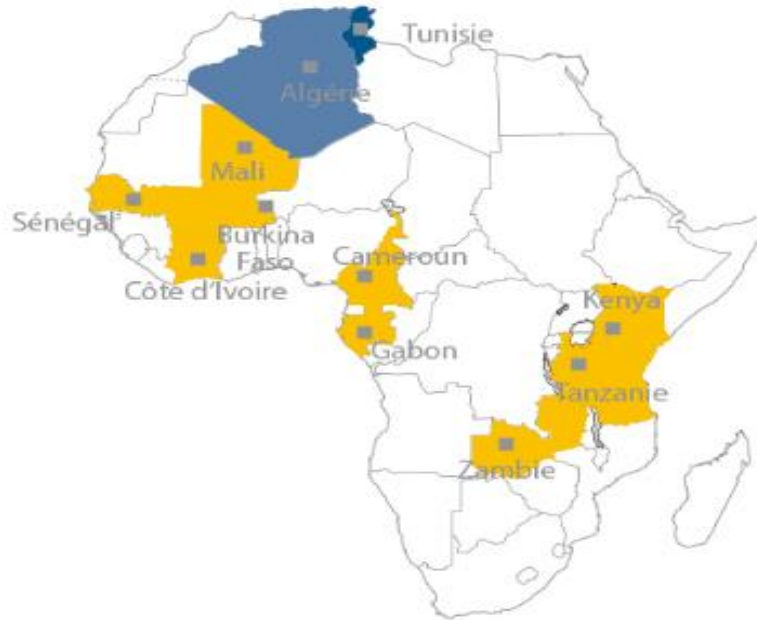 Tunisie
Algérie
Mali
Sénégal
Burkina
Faso
Côte d'Ivoire
Cameroun
Gabon
Kenya
Tanzanie
Zambie